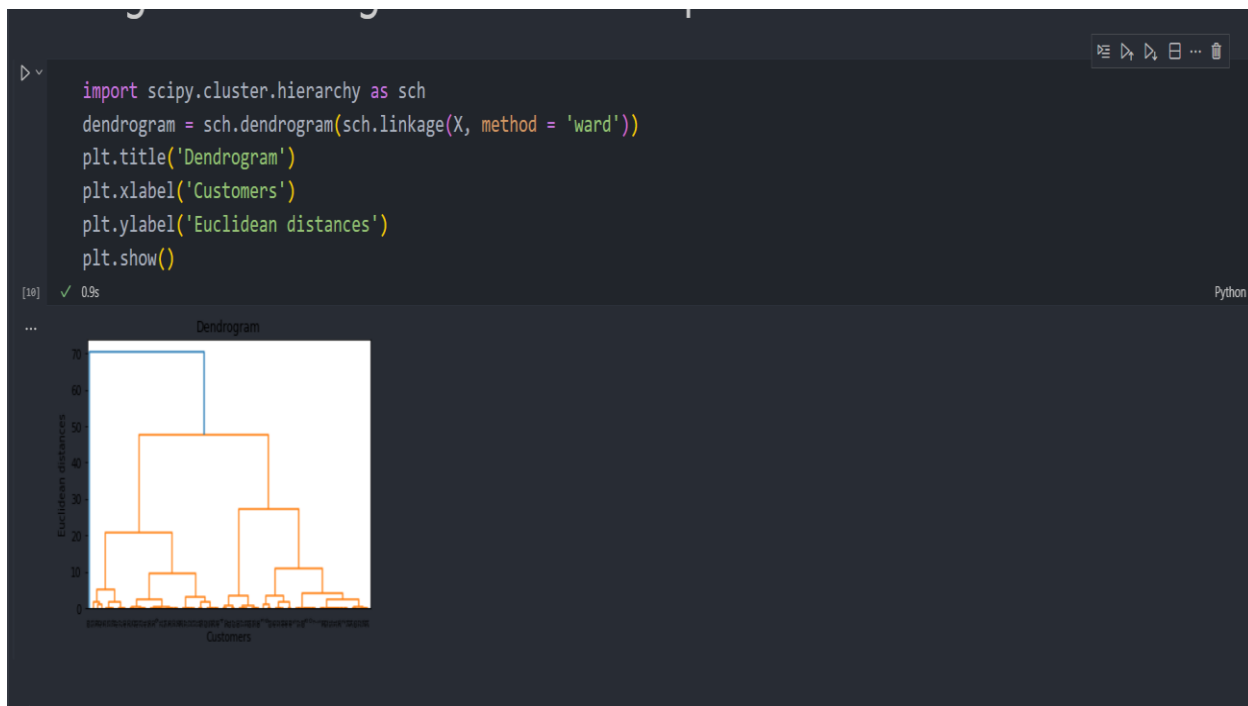 import scipy.cluster.hierarchy as sch
dendrogram = sch.dendrogram(sch.linkage(X, method = 'ward'))
plt.title('Dendrogram')
plt.xlabel('Customers')
plt.ylabel('Euclidean distances')
plt.show()
[10]
0.9s
Python
...
Dendrogram
70
60
50
40
30
20
10
0
Euclidean distances
Customers